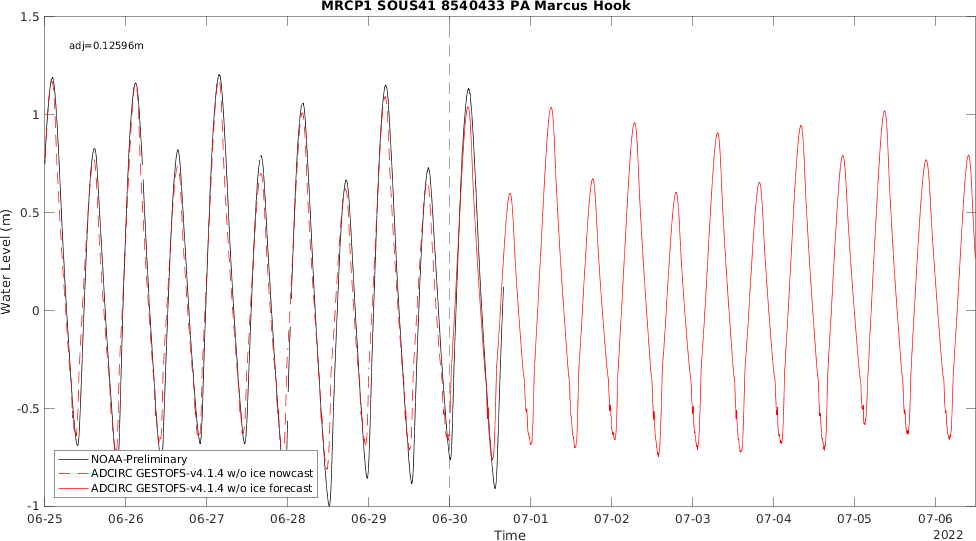 MRCP1 SOUS41 8540433 PA Marcus Hook
1.5
adj=0.12596m
1
0.5
Water Level (m)
0
-0.5
NOAA-Preliminary
ADCIRC GESTOFS-v4.1.4 w/o ice nowcast
ADCIRC GESTOFS-v4.1.4 w/o ice forecast
-1
06-25 06-26 06-27 06-28 06-29 06-30 07-01 07-02 07-03 07-04 07-05 07-06
Time
2022